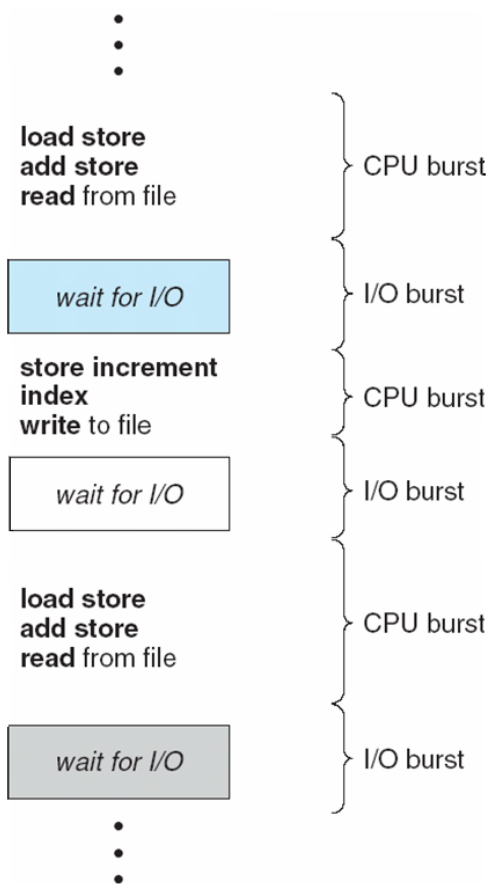 load store
add store
read from file
CPU burst
wait for I/O
I/O burst
store increment
index
write to file
CPU burst
wait for I/O
I/O burst
load store
add store
read from file
CPU burst
wait for I/O
I/O burst